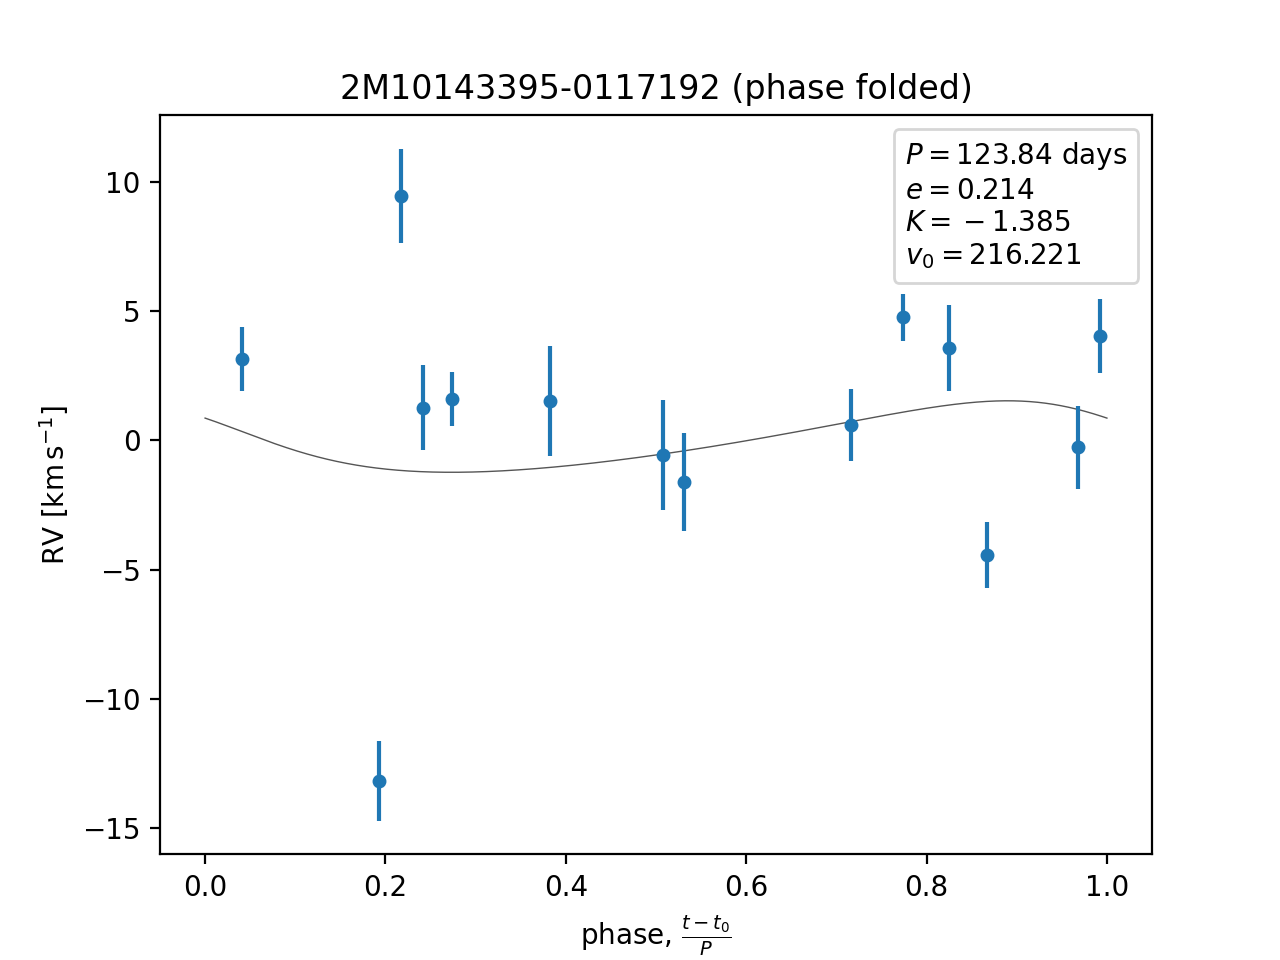 2M10143395-0117192 (phase folded)
P = 123.84 days
e = 0.214
K = −1.385
v₀ = 216.221
RV [km s⁻¹]
10
5
0
−5
−10
−15
0.0 0.2 0.4 0.6 0.8 1.0
phase, (t − t₀)/P